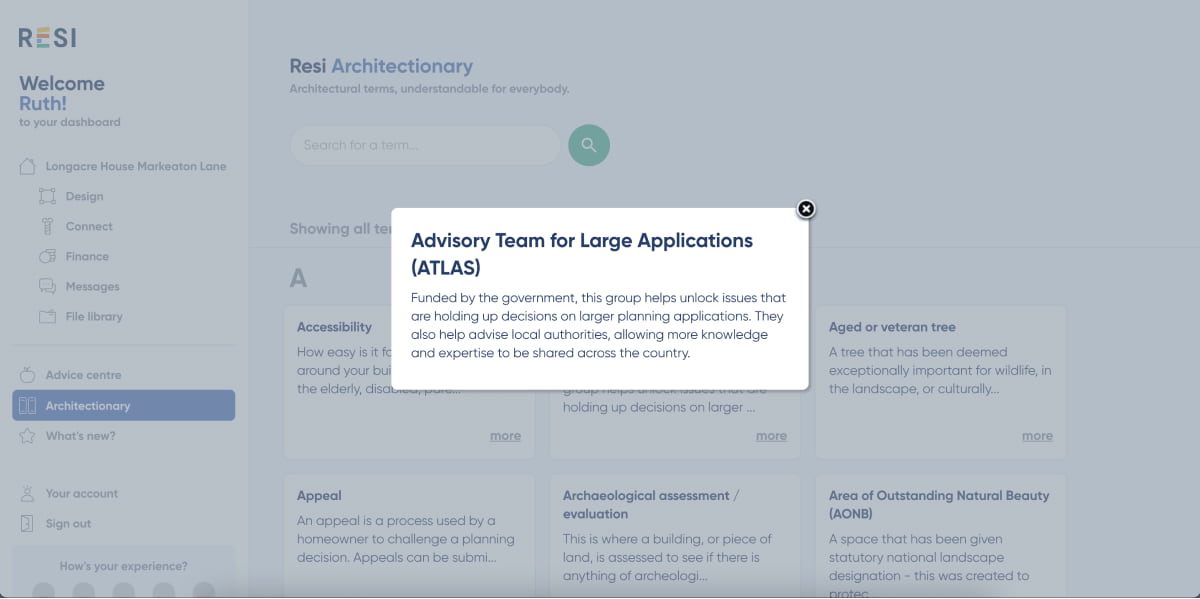 RESI
Welcome
Ruth!
to your dashboard
Longacre House Markeaton Lane
Design
Connect
Finance
Messages
File library
Advice centre
Architectionary
What's new?
Your account
Sign out
How's your experience?
Resi Architectionary
Architectural terms, understandable for everybody.
Search for a term...
Showing all
A
Advisory Team for Large Applications
(ATLAS)
Funded by the government, this group helps unlock issues that
are holding up decisions on larger planning applications. They
also help advise local authorities, allowing more knowledge
and expertise to be shared across the country.
Accessibility
How easy is it
around your
the elderly,
group helps unlock issues that are
holding up decisions on larger ...
more
more
Aged or veteran tree
A tree that has been deemed
exceptionally important for wildlife, in
the landscape, or culturally...
more
Appeal
An appeal is a process used by a
homeowner to challenge a planning
decision. Appeals can be submi...
Archaeological assessment /
evaluation
This is where a building, or piece of
land, is assessed to see if there is
anything of archeologi...
Area of Outstanding Natural Beauty
(AONB)
A space that has been given
statutory national landscape
designation - this was created to
protec